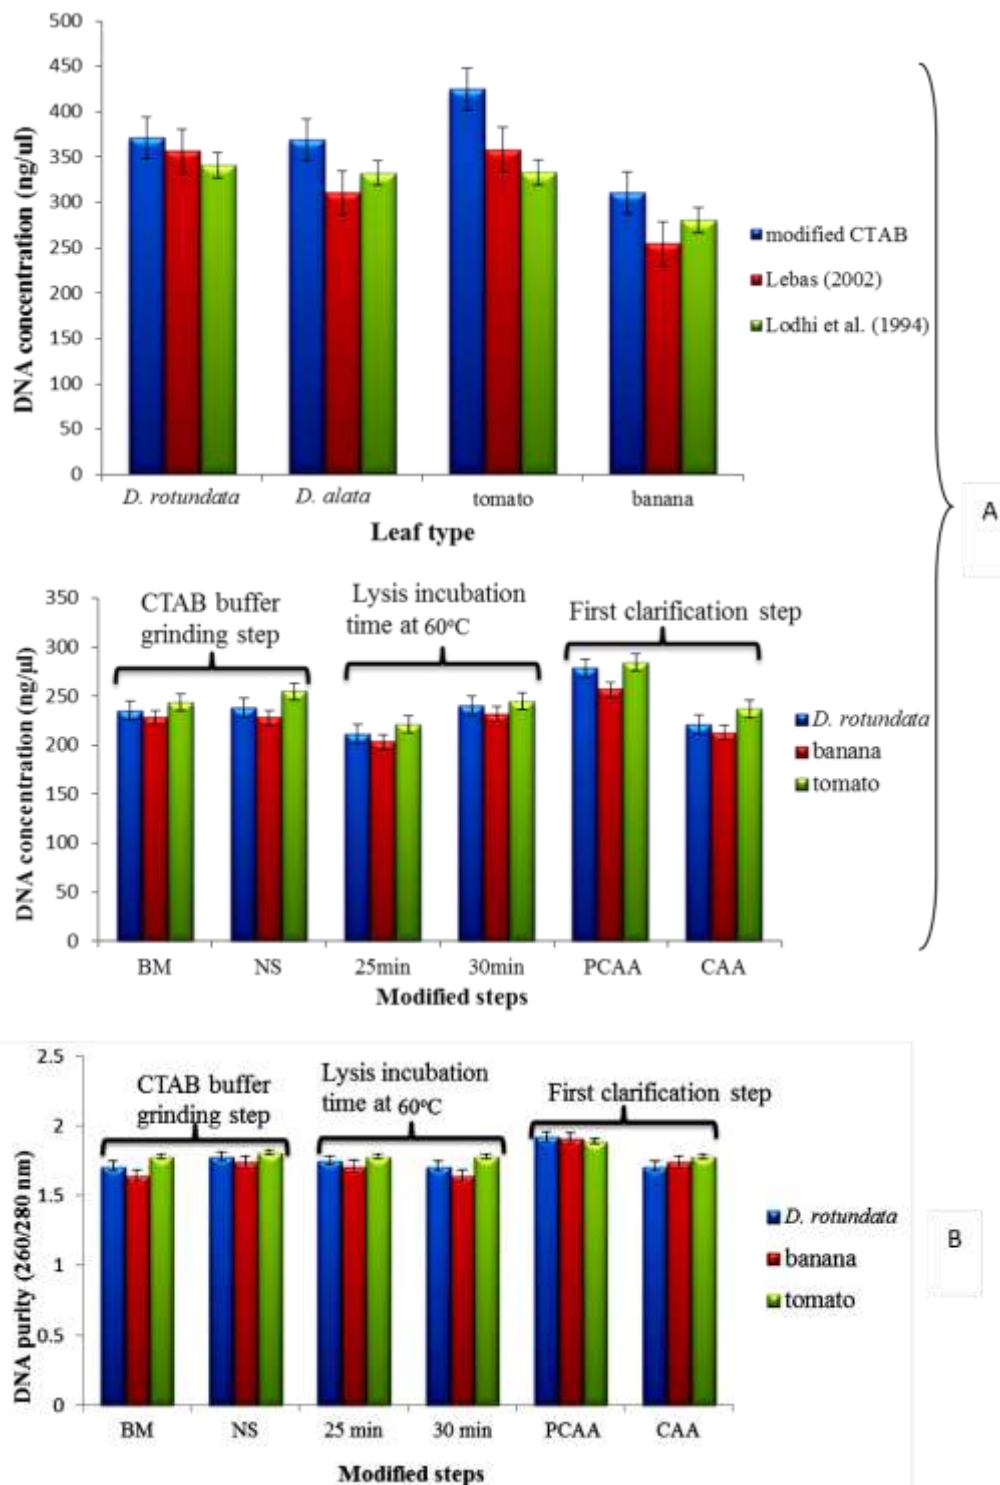 500
450
400
350
300
250
200
150
100
50
0
DNA concentration (ng/ul)
D. rotundata
D. alata
tomato
banana
Leaf type
modified CTAB
Lebas (2002)
Lodhi et al. (1994)
A
350
300
250
200
150
100
50
0
DNA concentration (ng/µl)
CTAB buffer
grinding step
Lysis incubation
time at 60ºC
First clarification step
BM
NS
25min
30min
PCAA
CAA
Modified steps
D. rotundata
banana
tomato
2.5
2
1.5
1
0.5
0
DNA purity (260/280 nm)
CTAB buffer
grinding step
Lysis incubation
time at 60ºC
First clarification step
BM
NS
25 min
30 min
PCAA
CAA
Modified steps
D. rotundata
banana
tomato
B